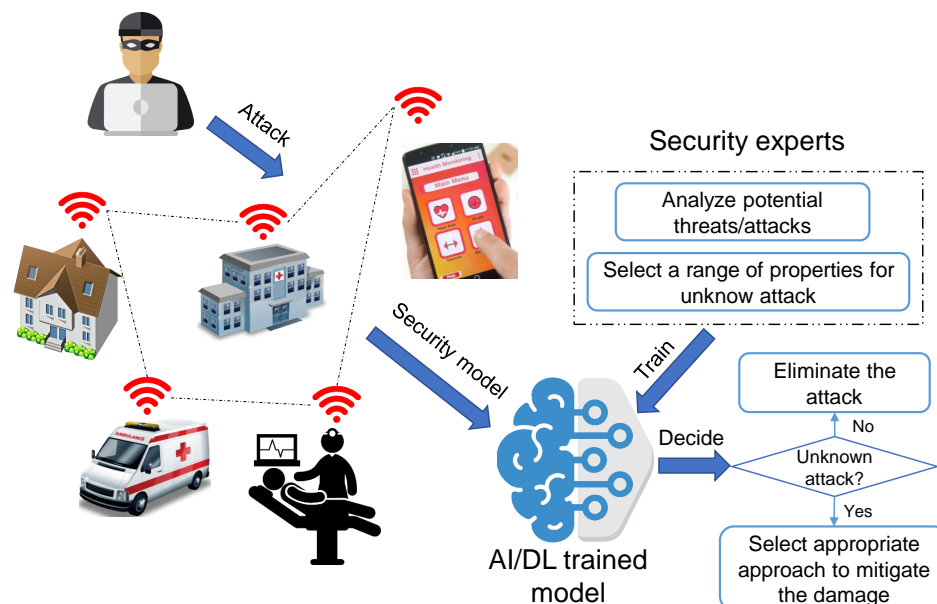 Attack
Security experts
Analyze potential
threats/attacks
Select a range of properties for
unknow attack
Health Monitoring
Main Menu
AMBULANCE
Security model
Train
Eliminate the
attack
No
Decide
Unknown
attack?
Yes
AI/DL trained
model
Select appropriate
approach to mitigate
the damage